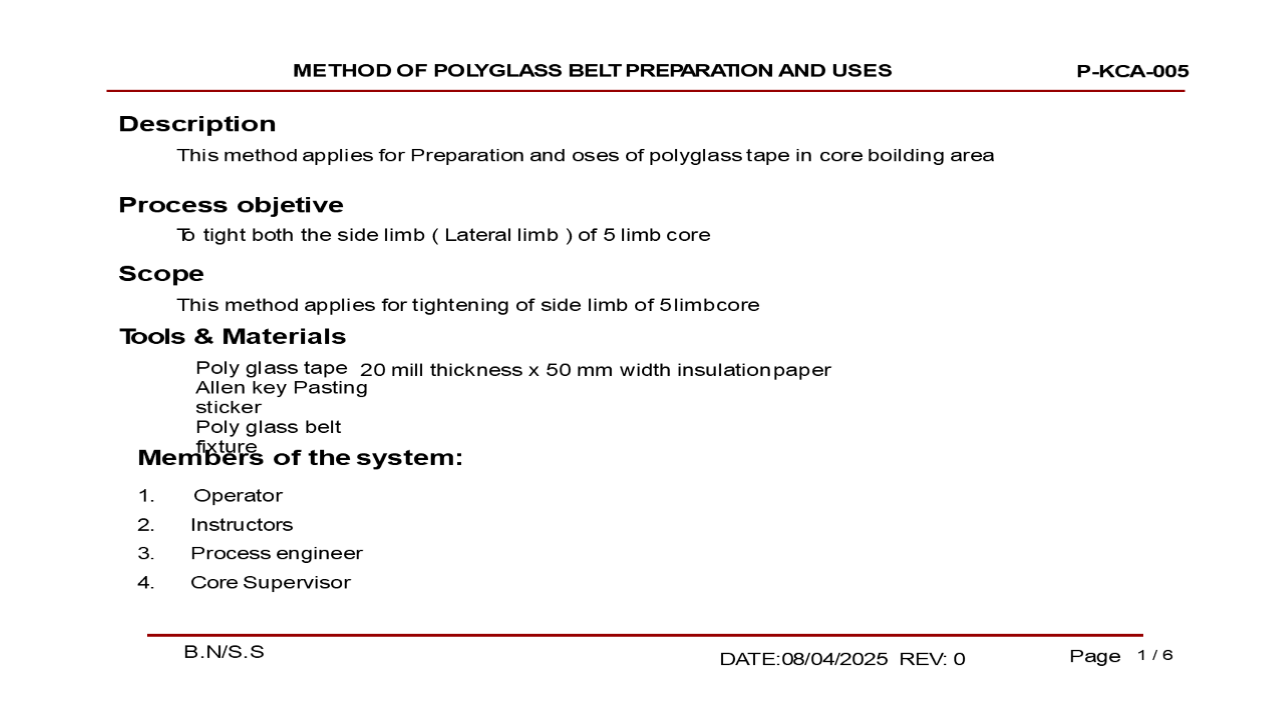 METHOD OF POLYGLASS BELT PREPARATION AND USES P-KCA-005
Description
This method applies for Preparation and oses of polyglass tape in core boilding area
Process objetive
To tight both the side limb ( Lateral limb ) of 5 limb core
Scope
This method applies for tightening of side limb of 5 limbcore
Tools & Materials
Poly glass tape 20 mill thickness x 50 mm width insulation paper
Allen key Pasting
sticker
Poly glass belt
fixture
Members of the system:
1. Operator
2. Instructors
3. Process engineer
4. Core Supervisor
B.N/S.S DATE:08/04/2025 REV: 0 Page 1 / 6